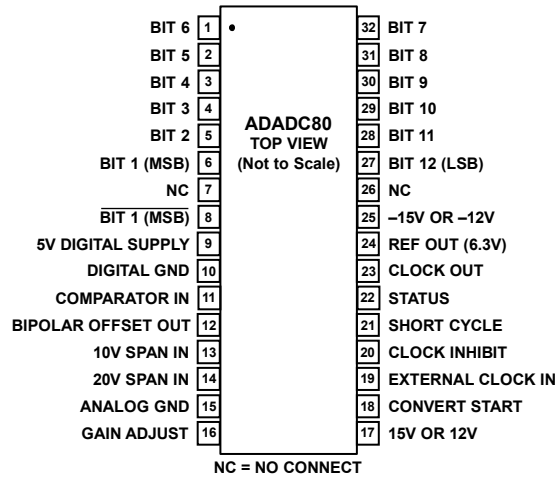 BIT 6 1 32 BIT 7
BIT 5 2 31 BIT 8
BIT 4 3 30 BIT 9
BIT 3 4 29 BIT 10
BIT 2 5 ADADC80 28 BIT 11
TOP VIEW
BIT 1 (MSB) 6 (Not to Scale) 27 BIT 12 (LSB)
NC 7 26 NC
BIT 1 (MSB) 8 25 –15V OR –12V
5V DIGITAL SUPPLY 9 24 REF OUT (6.3V)
DIGITAL GND 10 23 CLOCK OUT
COMPARATOR IN 11 22 STATUS
BIPOLAR OFFSET OUT 12 21 SHORT CYCLE
10V SPAN IN 13 20 CLOCK INHIBIT
20V SPAN IN 14 19 EXTERNAL CLOCK IN
ANALOG GND 15 18 CONVERT START
GAIN ADJUST 16 17 15V OR 12V
NC = NO CONNECT